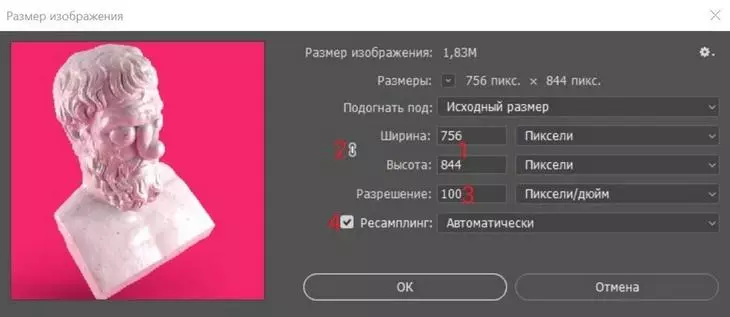 Размер изображения
Размер изображения: 1,83M
Размеры: 756 пикс. × 844 пикс.
Подогнать под: Исходный размер
Ширина: 756 Пиксели
2 1
Высота: 844 Пиксели
Разрешение: 100 3 Пиксели/дюйм
4 Ресамплинг: Автоматически
OK Отмена